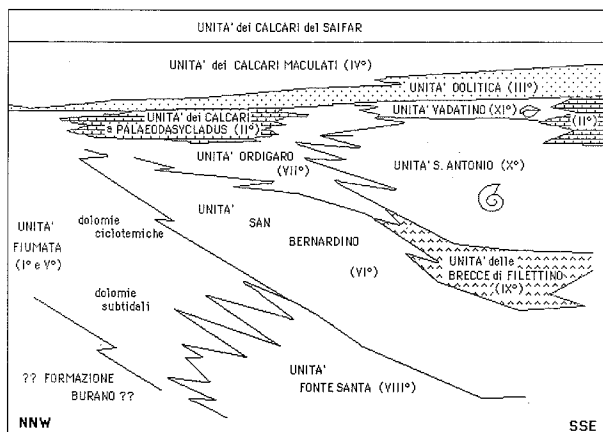 UNITA' dei CALCARI del SAIFAR
UNITA' dei CALCARI MACULATI (IV°)
UNITA' OOLITICA (III°)
UNITA' dei CALCARI
a PALAEODASYCLADUS (II°)
UNITA' VADATINO (XI°)
(II°)
UNITA' ORDIGARO
(VII°)
UNITA' S. ANTONIO (X°)
UNITA'
SAN
BERNARDINO
(VI°)
UNITA'
FIUMATA
(I° e V°)
dolomie
ciclotemiche
dolomie
subtidali
UNITA' delle
BRECCE di FILETTINO
(IX°)
UNITA'
FONTE SANTA (VIII°)
?? FORMAZIONE
BURANO ??
NNW
SSE